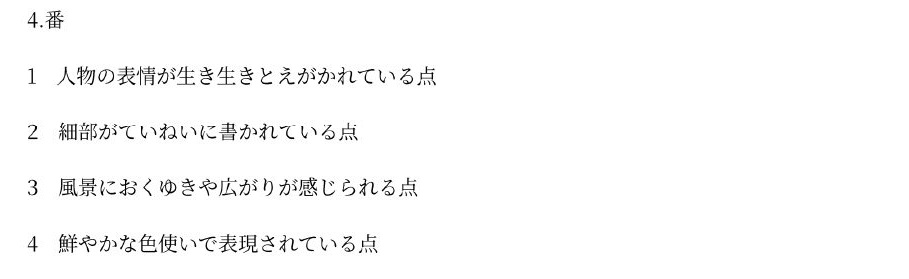 4.番
1 人物の表情が生き生きとえがかれている点
2 細部がていねいに書かれている点
3 風景におくゆきや広がりが感じられる点
4 鮮やかな色使いで表現されている点